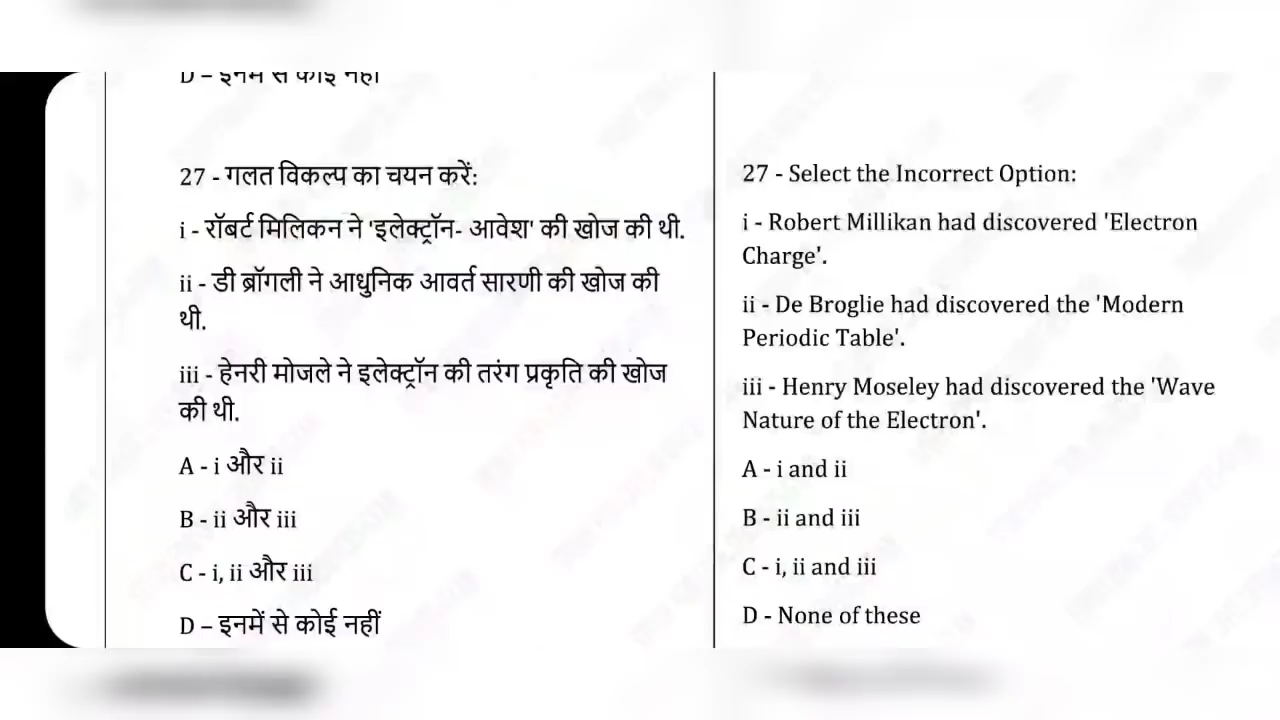 D – इनमें से कोई नहीं
27 - गलत विकल्प का चयन करें:
i - रॉबर्ट मिलिकन ने 'इलेक्ट्रॉन- आवेश' की खोज की थी.
ii - डी ब्रॉगली ने आधुनिक आवर्त सारणी की खोज की
थी.
iii - हेनरी मोजले ने इलेक्ट्रॉन की तरंग प्रकृति की खोज
की थी.
A - i और ii
B - ii और iii
C - i, ii और iii
D – इनमें से कोई नहीं
27 - Select the Incorrect Option:
i - Robert Millikan had discovered 'Electron
Charge'.
ii - De Broglie had discovered the 'Modern
Periodic Table'.
iii - Henry Moseley had discovered the 'Wave
Nature of the Electron'.
A - i and ii
B - ii and iii
C - i, ii and iii
D - None of these